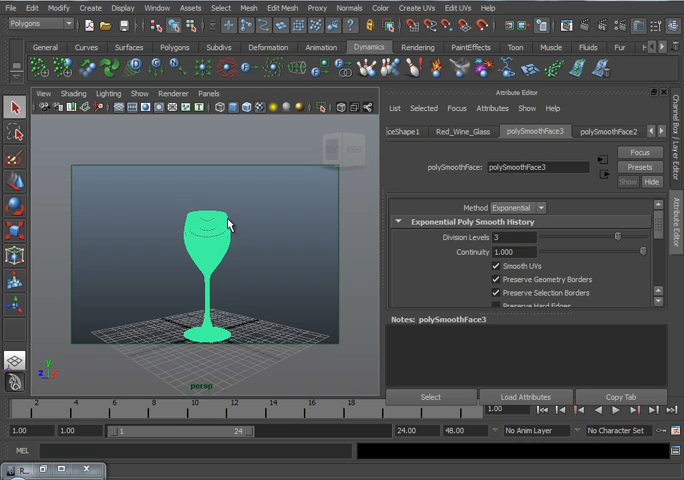 File Edit Modify Create Display Window Assets Select Mesh Edit Mesh Proxy Normals Color Create UVs Edit UVs Help
Polygons
General Curves Surfaces Polygons Subdivs Deformation Animation Dynamics Rendering PaintEffects Toon Muscle Fluids Fur
View Shading Lighting Show Renderer Panels
Attribute Editor
List Selected Focus Attributes Show Help
ceShape1 Red_Wine_Glass polySmoothFace3 polySmoothFace2
Focus
polySmoothFace: polySmoothFace3 Presets
Show Hide
Method Exponential
Exponential Poly Smooth History
Division Levels 3
Continuity 1.000
Smooth UVs
Preserve Geometry Borders
Preserve Selection Borders
Preserve Hard Edges
Notes: polySmoothFace3
Select Load Attributes Copy Tab
Channel Box / Layer Editor
Attribute Editor
y
z x
persp
2 4 6 8 10 12 14 16 18
1.00
1.00 1.00 1 24 24.00 48.00 No Anim Layer No Character Set
MEL
R...